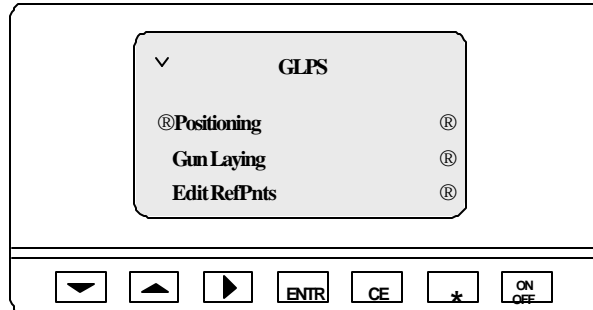 GLPS
®Positioning ®
Gun Laying ®
Edit RefPnts ®
ENTR CE * ON
OFF